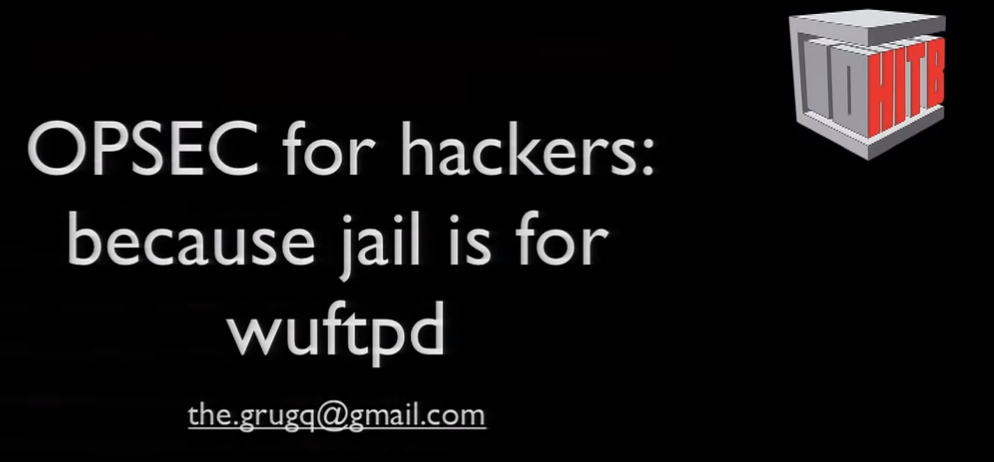 HITB
OPSEC for hackers:
because jail is for
wuftpd
the.grugq@gmail.com